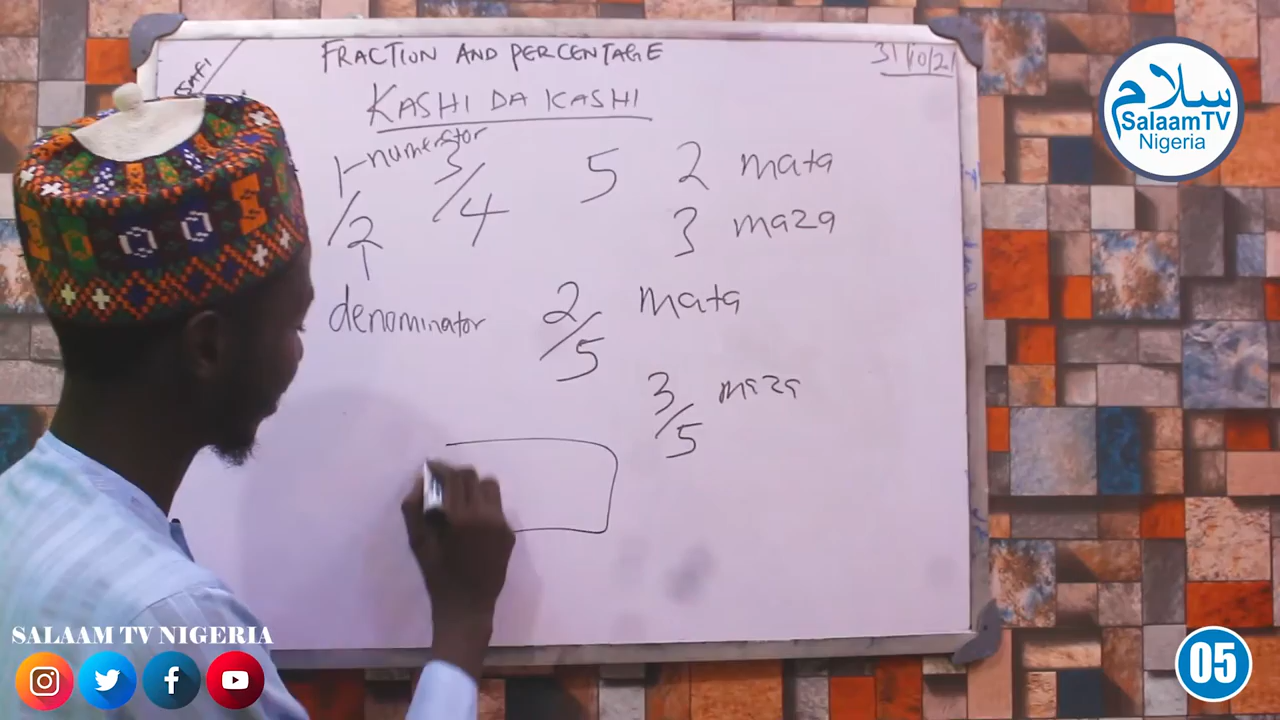 FRACTION AND PERCENTAGE
31/10/21
KASHI DA KASHI
1 - numerator
3/4
5
2 mata
/2
3 maza
denominator
2/5 mata
3/5 maza
سلام
SalaamTV
Nigeria
SALAAM TV NIGERIA
05